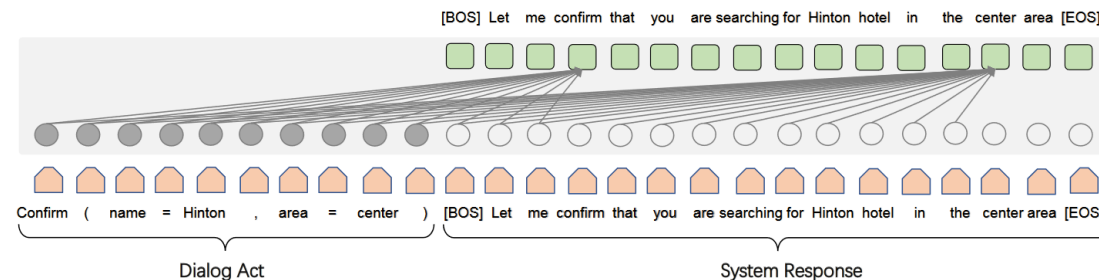 [BOS] Let me confirm that you are searching for Hinton hotel in the center area [EOS]
Confirm ( name = Hinton , area = center ) [BOS] Let me confirm that you are searching for Hinton hotel in the center area [EOS
Dialog Act System Response